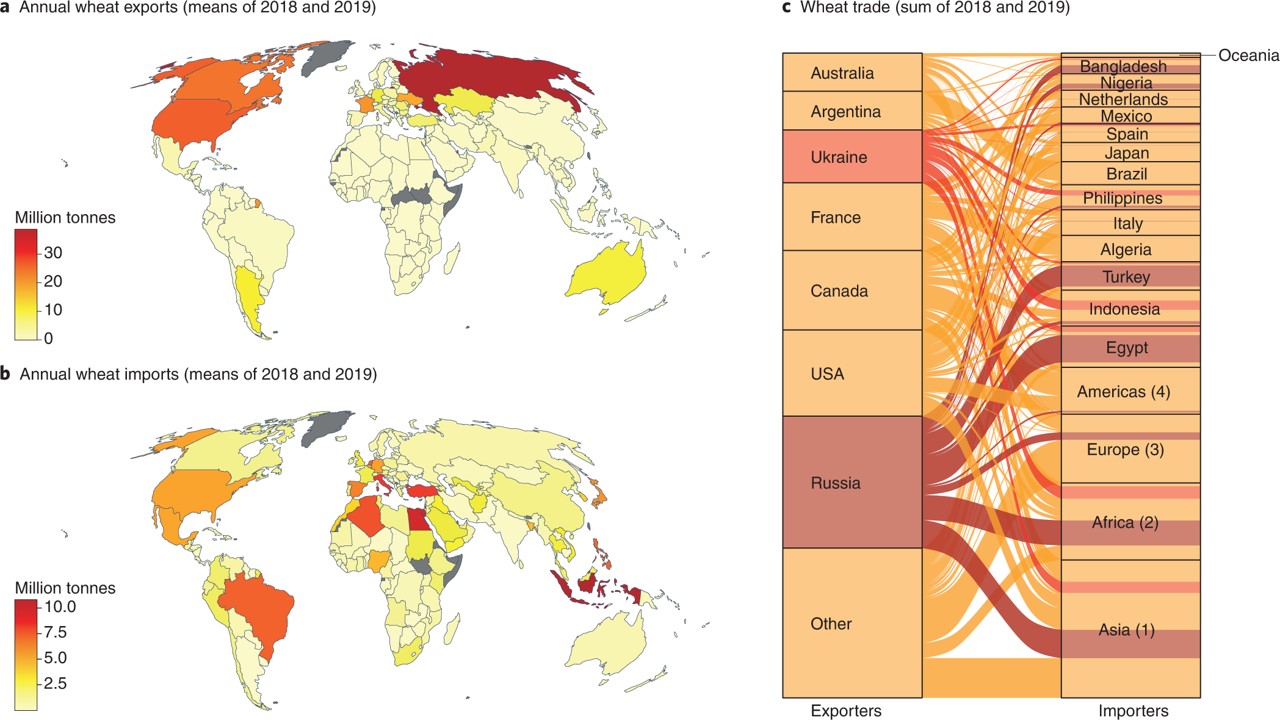 a Annual wheat exports (means of 2018 and 2019)
Million tonnes
30
20
10
0
b Annual wheat imports (means of 2018 and 2019)
Million tonnes
10.0
7.5
5.0
2.5
c Wheat trade (sum of 2018 and 2019)
Australia
Argentina
Ukraine
France
Canada
USA
Russia
Other
Exporters
Oceania
Bangladesh
Nigeria
Netherlands
Mexico
Spain
Japan
Brazil
Philippines
Italy
Algeria
Turkey
Indonesia
Egypt
Americas (4)
Europe (3)
Africa (2)
Asia (1)
Importers